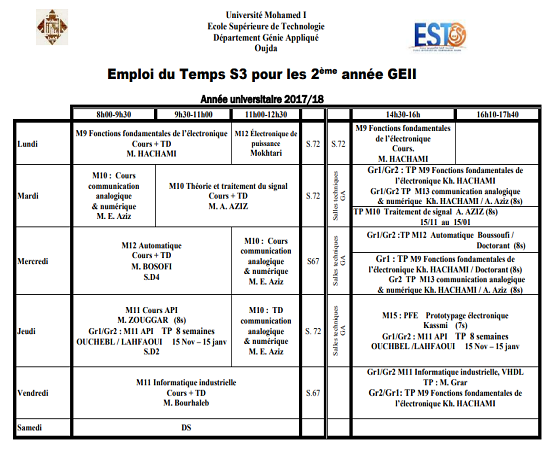 Université Mohamed I
Ecole Supérieure de Technologie
Département Génie Appliqué
Oujda
EST
Emploi du Temps S3 pour les 2ème année GEII
Année universitaire 2017/18
8h00-9h30 9h30-11h00 11h00-12h30 14h30-16h 16h10-17h40
Lundi
M9 Fonctions fondamentales de l'électronique
Cours + TD
M. HACHAMI
M12 Électronique de
puissance
Mokhtari
S.72
S.72
M9 Fonctions fondamentales
de l'électronique
Cours.
M. HACHAMI
Mardi
M10 : Cours
communication
analogique
& numérique
M. E. Aziz
M10 Théorie et traitement du signal
Cours + TD
M. A. AZIZ
S.72
Salles techniques
GA
Gr1/Gr2 : TP M9 Fonctions fondamentales de
l'électronique Kh. HACHAMI
Gr1/Gr2 TP M13 communication analogique
& numérique Kh. HACHAMI / A. Aziz (8s)
TP M10 Traitement de signal A. AZIZ (8s)
15/11 au 15/01
Mercredi
M12 Automatique
Cours + TD
M. BOSOFI
S.D4
M10 : Cours
communication
analogique
& numérique
M. E. Aziz
S67
Salles techniques
GA
Gr1/Gr2 :TP M12 Automatique Boussoufi /
Doctorant (8s)
Gr1 : TP M9 Fonctions fondamentales de
l'électronique Kh. HACHAMI / Doctorant (8s)
Gr2 TP M13 communication analogique
& numérique Kh. HACHAMI / A. Aziz (8s)
Jeudi
M11 Cours API
M. ZOUGGAR (8s)
Gr1/Gr2 : M11 API TP 8 semaines
OUCHEBL / LAHFAOUI 15 Nov – 15 janv
S.D2
M10 : TD
communication
analogique
& numérique
M. E. Aziz
S. 72
Salles techniques
GA
M15 : PFE Prototypage électronique
Kassmi (7s)
Gr1/Gr2 : M11 API TP 8 semaines
OUCHBEL / LAHFAOUI 15 Nov – 15 janv
Vendredi
M11 Informatique industrielle
Cours + TD
M. Bourhaleb
S.67
Gr1/Gr2 M11 Informatique industrielle, VHDL
TP : M. Grar
Gr2/Gr1: TP M9 Fonctions fondamentales de
l'électronique Kh. HACHAMI
Samedi
DS